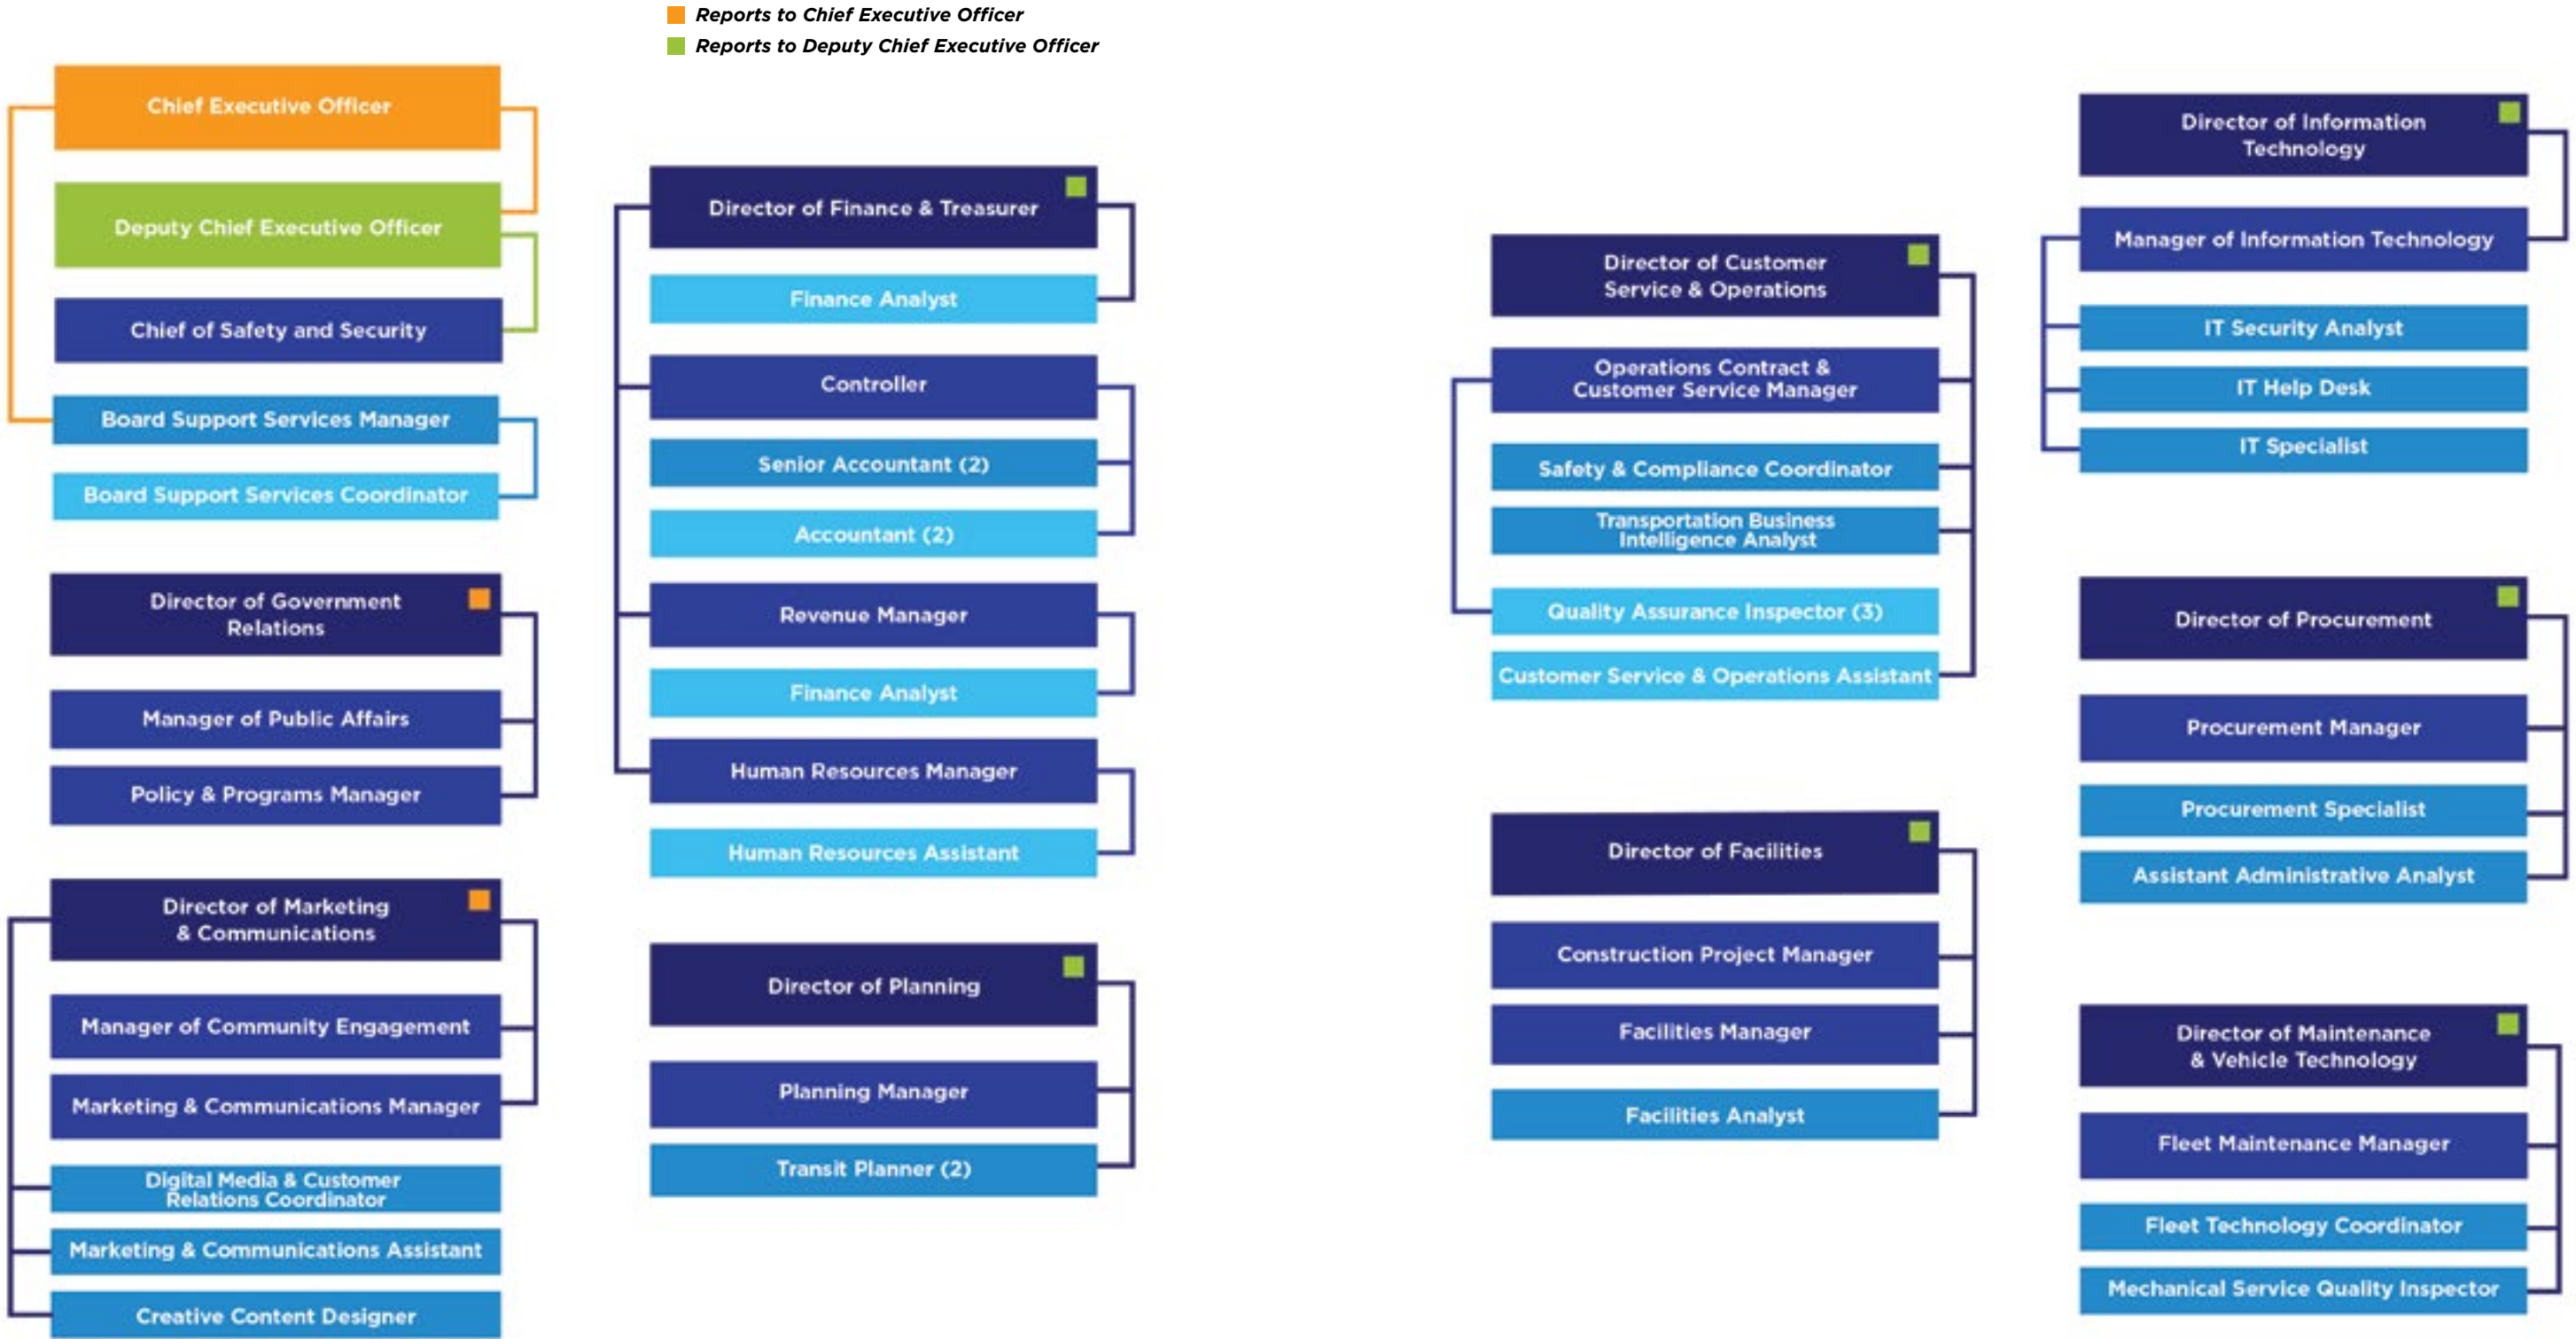 Reports to Chief Executive Officer
Reports to Deputy Chief Executive Officer
Chief Executive Officer
Deputy Chief Executive Officer
Chief of Safety and Security
Board Support Services Manager
Board Support Services Coordinator
Director of Government
Relations
Manager of Public Affairs
Policy & Programs Manager
Director of Marketing
& Communications
Manager of Community Engagement
Marketing & Communications Manager
Digital Media & Customer
Relations Coordinator
Marketing & Communications Assistant
Creative Content Designer
Director of Finance & Treasurer
Finance Analyst
Controller
Senior Accountant (2)
Accountant (2)
Revenue Manager
Finance Analyst
Human Resources Manager
Human Resources Assistant
Director of Planning
Planning Manager
Transit Planner (2)
Director of Customer
Service & Operations
Operations Contract &
Customer Service Manager
Safety & Compliance Coordinator
Transportation Business
Intelligence Analyst
Quality Assurance Inspector (3)
Customer Service & Operations Assistant
Director of Facilities
Construction Project Manager
Facilities Manager
Facilities Analyst
Director of Information
Technology
Manager of Information Technology
IT Security Analyst
IT Help Desk
IT Specialist
Director of Procurement
Procurement Manager
Procurement Specialist
Assistant Administrative Analyst
Director of Maintenance
& Vehicle Technology
Fleet Maintenance Manager
Fleet Technology Coordinator
Mechanical Service Quality Inspector